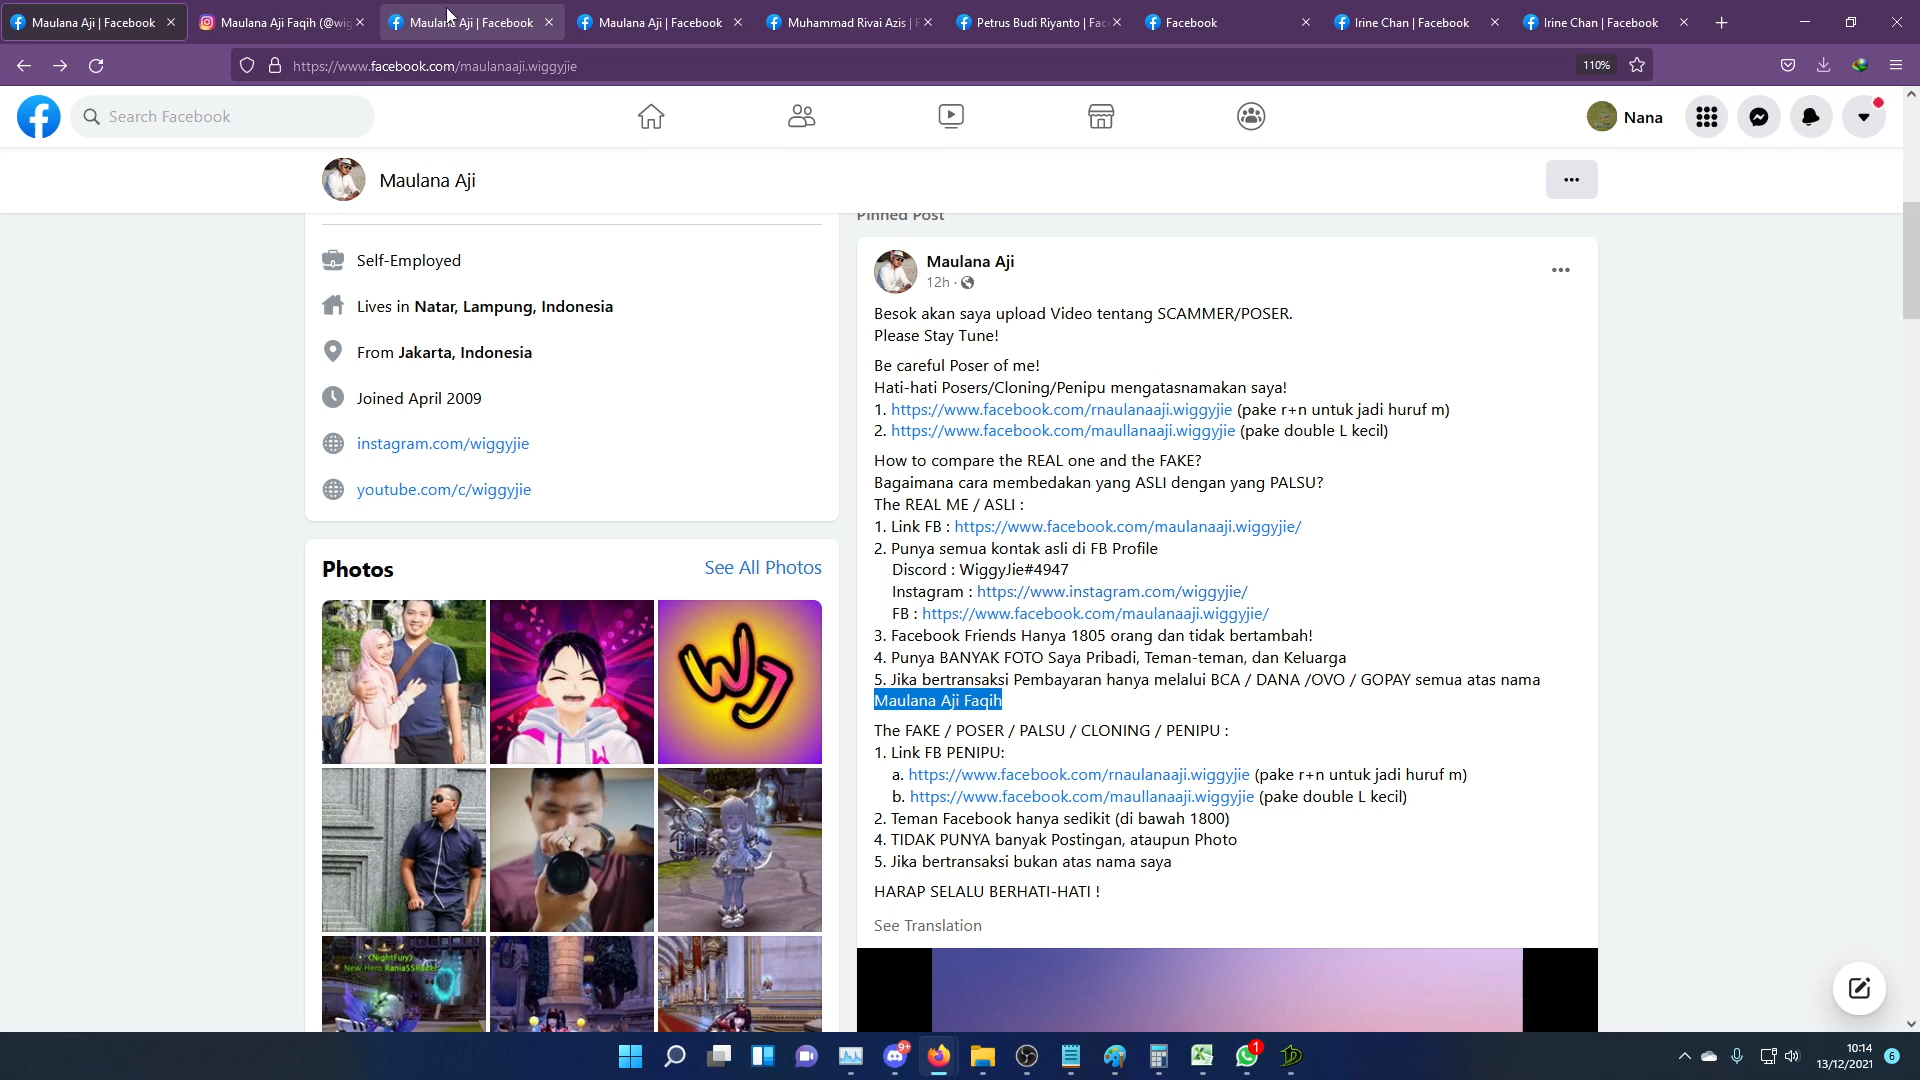 Maulana Aji | Facebook
Maulana Aji Faqih (@wig
Maulana Aji | Facebook
Maulana Aji | Facebook
Muhammad Rivai Azis | F
Petrus Budi Riyanto | Fac
Facebook
Irine Chan | Facebook
Irine Chan | Facebook
https://www.facebook.com/maulanaaji.wiggyjie
110%
Search Facebook
Nana
Maulana Aji
Self-Employed
Lives in Natar, Lampung, Indonesia
From Jakarta, Indonesia
Joined April 2009
instagram.com/wiggyjie
youtube.com/c/wiggyjie
Photos
See All Photos
WJ
<NightFury>
New Hero RaniaSSRazer
Pinned Post
Maulana Aji
12h ·
Besok akan saya upload Video tentang SCAMMER/POSER.
Please Stay Tune!
Be careful Poser of me!
Hati-hati Posers/Cloning/Penipu mengatasnamakan saya!
1. https://www.facebook.com/rnaulanaaji.wiggyjie (pake r+n untuk jadi huruf m)
2. https://www.facebook.com/maullanaaji.wiggyjie (pake double L kecil)
How to compare the REAL one and the FAKE?
Bagaimana cara membedakan yang ASLI dengan yang PALSU?
The REAL ME / ASLI :
1. Link FB : https://www.facebook.com/maulanaaji.wiggyjie/
2. Punya semua kontak asli di FB Profile
Discord : WiggyJie#4947
Instagram : https://www.instagram.com/wiggyjie/
FB : https://www.facebook.com/maulanaaji.wiggyjie/
3. Facebook Friends Hanya 1805 orang dan tidak bertambah!
4. Punya BANYAK FOTO Saya Pribadi, Teman-teman, dan Keluarga
5. Jika bertransaksi Pembayaran hanya melalui BCA / DANA /OVO / GOPAY semua atas nama
Maulana Aji Faqih
The FAKE / POSER / PALSU / CLONING / PENIPU :
1. Link FB PENIPU:
a. https://www.facebook.com/rnaulanaaji.wiggyjie (pake r+n untuk jadi huruf m)
b. https://www.facebook.com/maullanaaji.wiggyjie (pake double L kecil)
2. Teman Facebook hanya sedikit (di bawah 1800)
4. TIDAK PUNYA banyak Postingan, ataupun Photo
5. Jika bertransaksi bukan atas nama saya
HARAP SELALU BERHATI-HATI !
See Translation
9+
1
10:14
13/12/2021
6